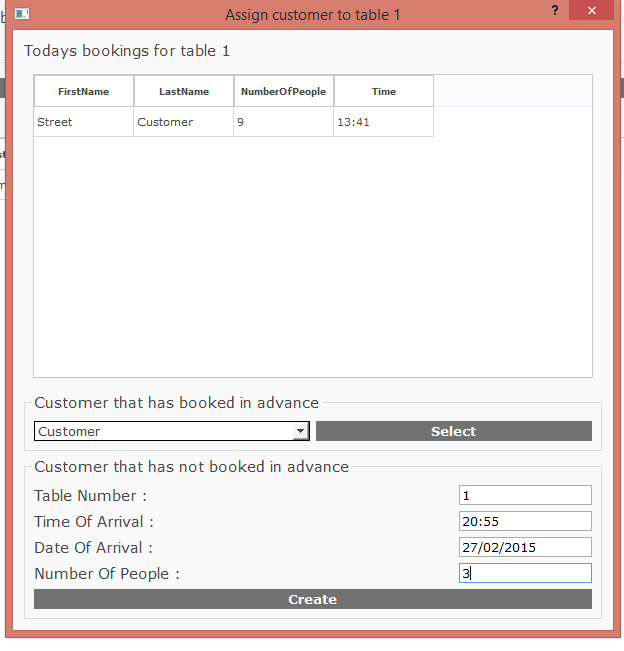 Assign customer to table 1
? ×
Todays bookings for table 1
FirstName LastName NumberOfPeople Time
Street Customer 9 13:41
Customer that has booked in advance
Customer Select
Customer that has not booked in advance
Table Number : 1
Time Of Arrival : 20:55
Date Of Arrival : 27/02/2015
Number Of People : 3
Create